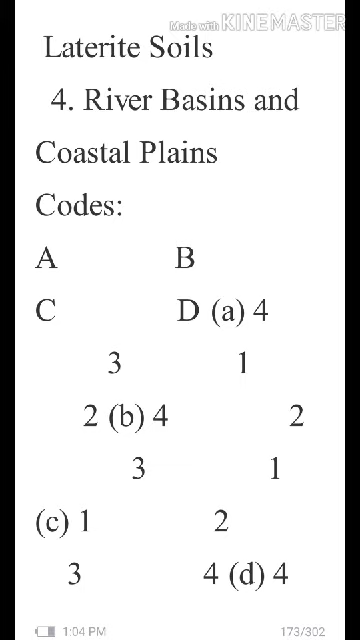 Made with KINEMASTER
Laterite Soils
4. River Basins and
Coastal Plains
Codes:
A B
C D (a) 4
3 1
2 (b) 4 2
3 1
(c) 1 2
3 4 (d) 4
1:04 PM 173/302